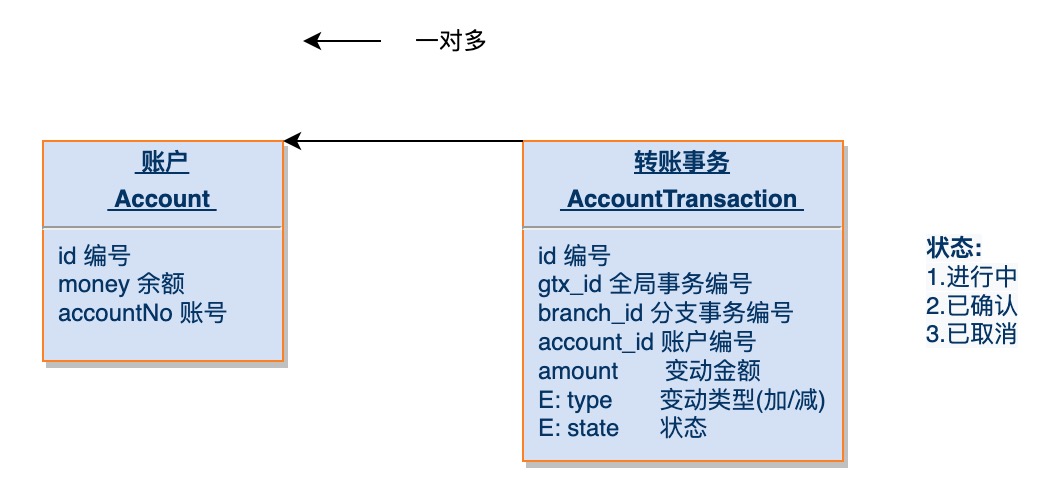 一对多
账户
Account
id 编号
money 余额
accountNo 账号
转账事务
AccountTransaction
id 编号
gtx_id 全局事务编号
branch_id 分支事务编号
account_id 账户编号
amount 变动金额
E: type 变动类型(加/减)
E: state 状态
状态:
1.进行中
2.已确认
3.已取消